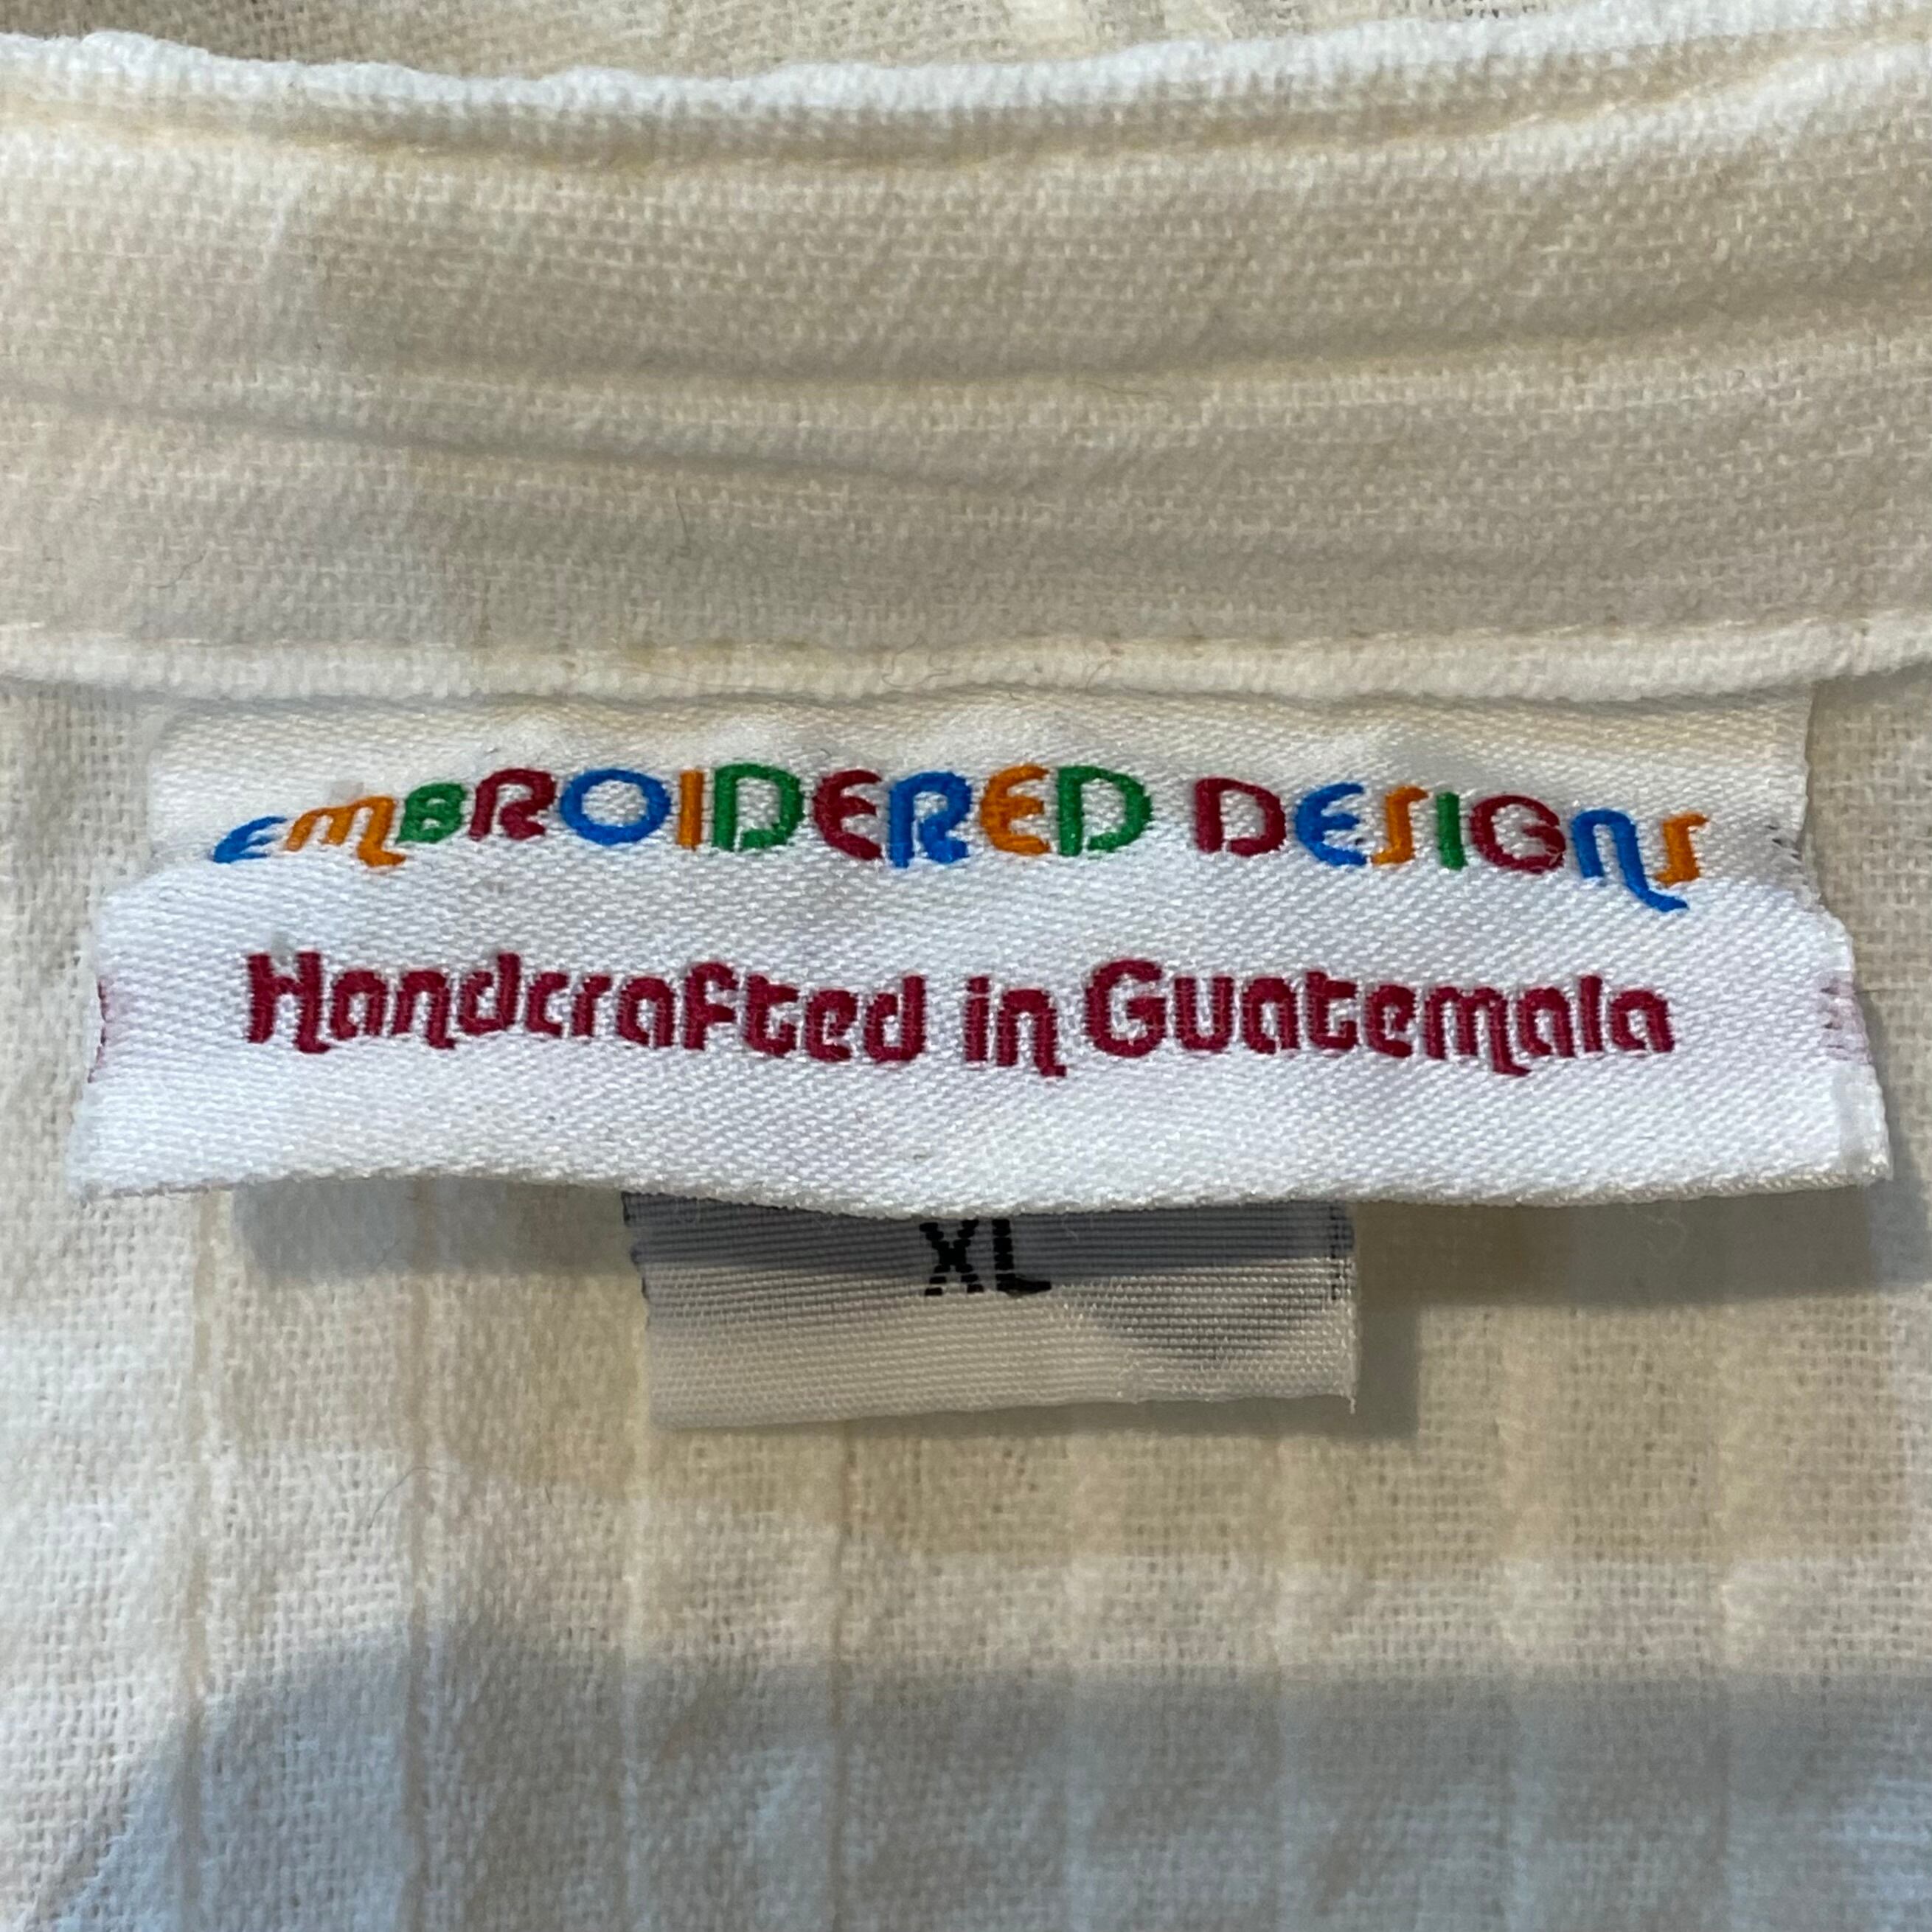 EMBROIDERED DESIGNS
Handcrafted in Guatemala
XL